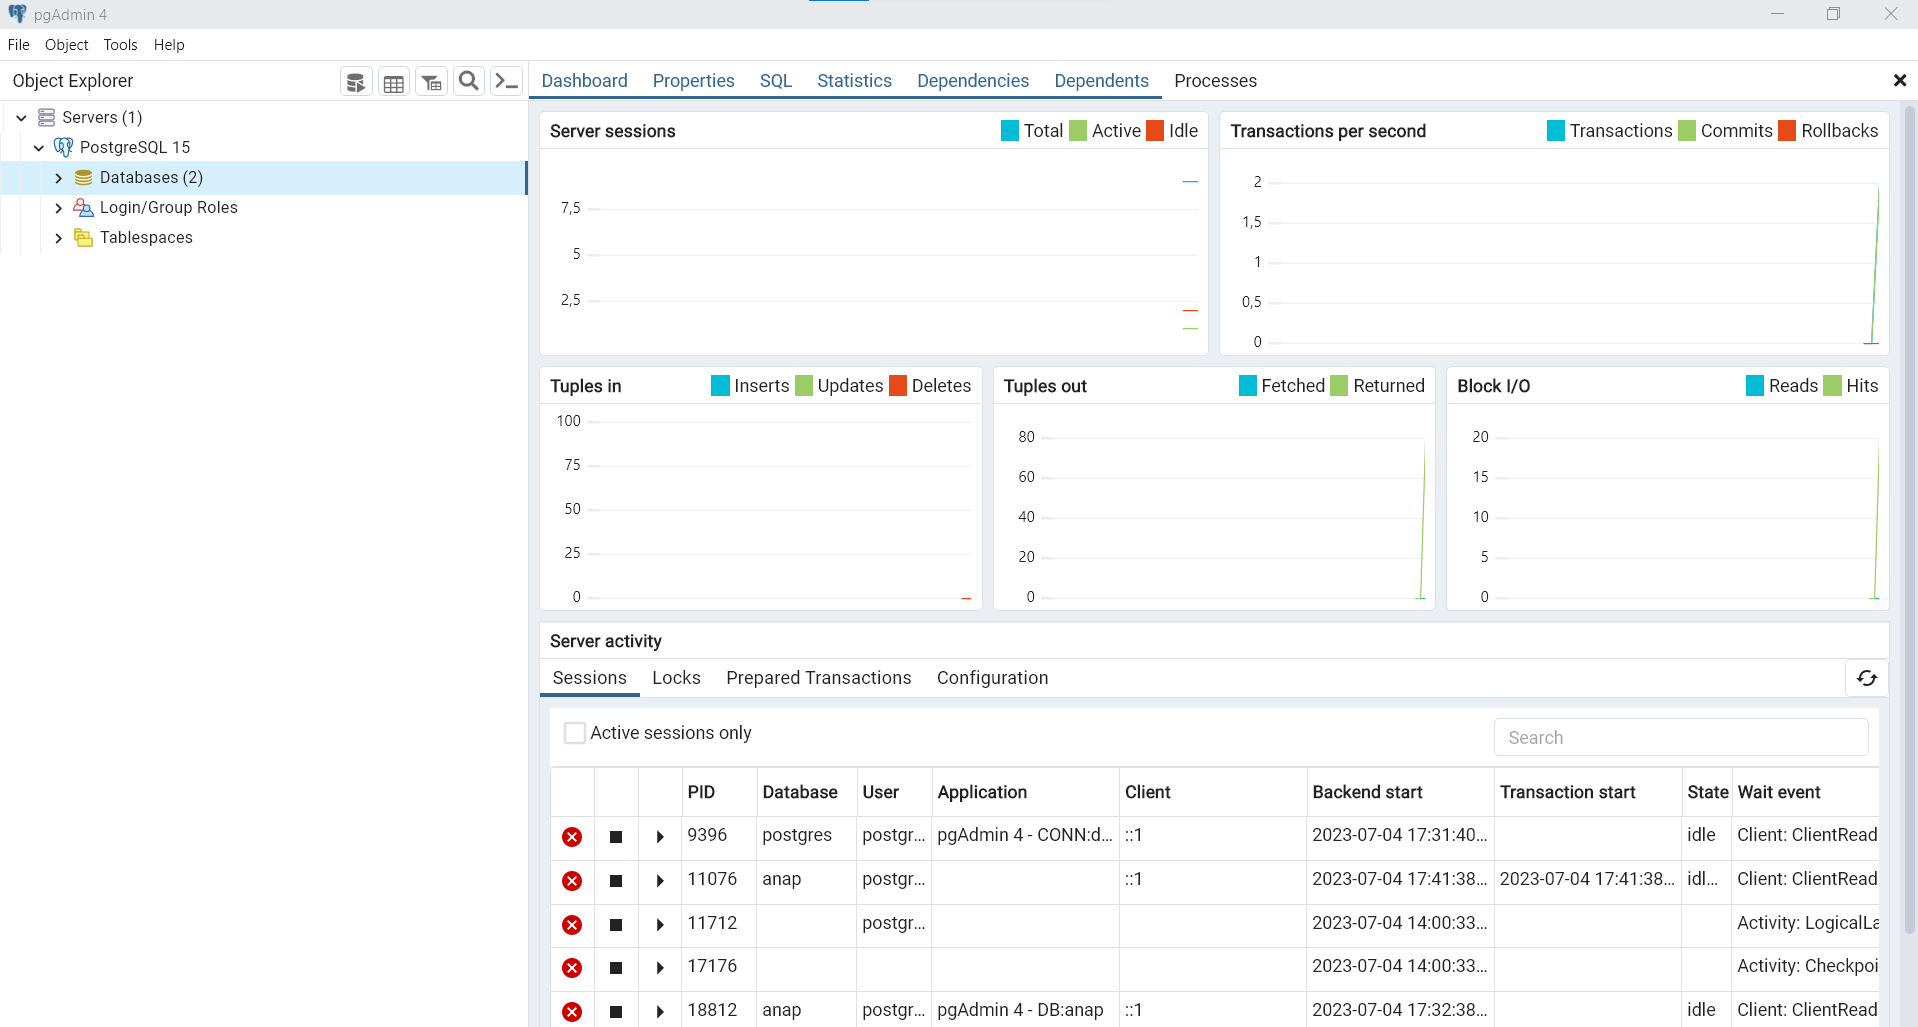 pgAdmin 4
File Object Tools Help
Object Explorer
Dashboard Properties SQL Statistics Dependencies Dependents Processes
Servers (1)
PostgreSQL 15
Databases (2)
Login/Group Roles
Tablespaces
Server sessions Total Active Idle
7,5
5
2,5
Transactions per second Transactions Commits Rollbacks
2
1,5
1
0,5
0
Tuples in Inserts Updates Deletes
100
75
50
25
0
Tuples out Fetched Returned
80
60
40
20
0
Block I/O Reads Hits
20
15
10
5
0
Server activity
Sessions Locks Prepared Transactions Configuration
Active sessions only Search
PID Database User Application Client Backend start Transaction start State Wait event
9396 postgres postgr... pgAdmin 4 - CONN:d... ::1 2023-07-04 17:31:40... idle Client: ClientRead
11076 anap postgr... ::1 2023-07-04 17:41:38... 2023-07-04 17:41:38... idl... Client: ClientRead
11712 postgr... 2023-07-04 14:00:33... Activity: LogicalLa
17176 2023-07-04 14:00:33... Activity: Checkpoi
18812 anap postgr... pgAdmin 4 - DB:anap ::1 2023-07-04 17:32:38... idle Client: ClientRead